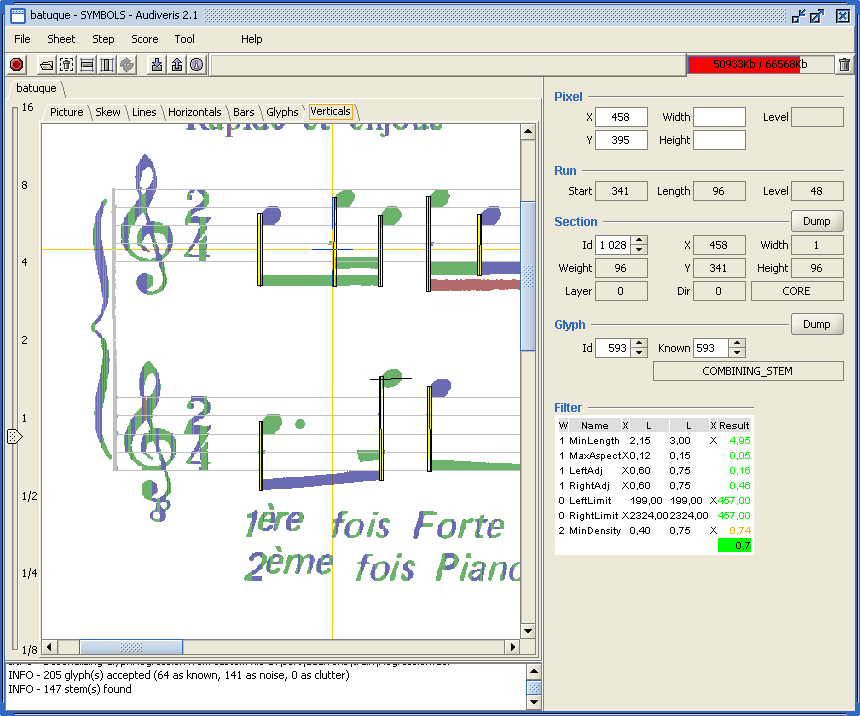 batuque - SYMBOLS - Audiveris 2.1
File Sheet Step Score Tool Help
50933Kb / 66568Kb
batuque
Picture Skew Lines Horizontals Bars Glyphs Verticals
16
8
4
2
1
1/2
1/4
1/8
Rapide et enjoué
2
4
2
4
8
1ère fois Forte
2ème fois Piano
Pixel
X 458 Width Level
Y 395 Height
Run
Start 341 Length 96 Level 48
Section Dump
Id 1 028 X 458 Width 1
Weight 96 Y 341 Height 96
Layer 0 Dir 0 CORE
Glyph Dump
Id 593 Known 593
COMBINING_STEM
Filter
W Name X L L X Result
1 MinLength 2,15 3,00 X 4,95
1 MaxAspect X 0,12 0,15 0,05
1 LeftAdj X 0,60 0,75 0,16
1 RightAdj X 0,60 0,75 0,46
0 LeftLimit 199,00 199,00 X 457,00
0 RightLimit X 2324,00 2324,00 457,00
2 MinDensity 0,40 0,75 X 0,74
0,7
INFO - 205 glyph(s) accepted (64 as known, 141 as noise, 0 as clutter)
INFO - 147 stem(s) found